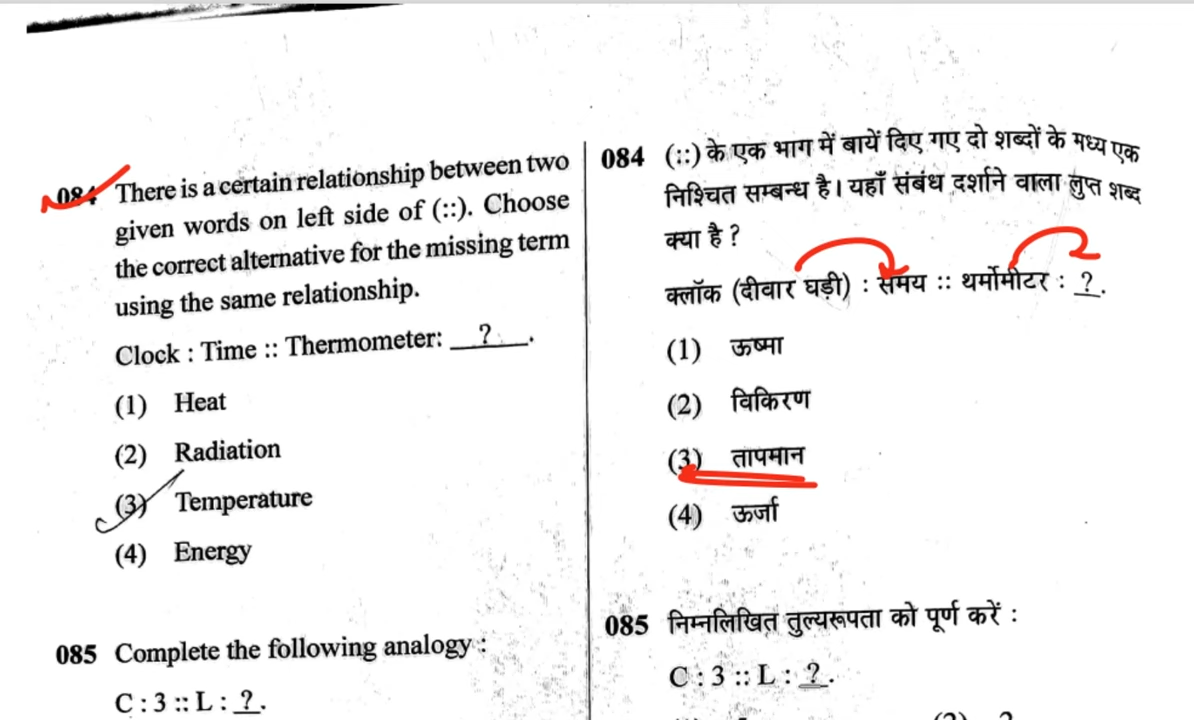 084 There is a certain relationship between two
given words on left side of (::). Choose
the correct alternative for the missing term
using the same relationship.
Clock : Time :: Thermometer: __?__.
(1) Heat
(2) Radiation
(3) Temperature
(4) Energy
085 Complete the following analogy :
C : 3 :: L : ?.
084 (::) के एक भाग में बायें दिए गए दो शब्दों के मध्य एक
निश्चित सम्बन्ध है। यहाँ संबंध दर्शाने वाला लुप्त शब्द
क्या है ?
क्लॉक (दीवार घड़ी) : समय :: थर्मोमीटर : ?.
(1) ऊष्मा
(2) विकिरण
(3) तापमान
(4) ऊर्जा
085 निम्नलिखित तुल्यरूपता को पूर्ण करें :
C : 3 :: L : ?.